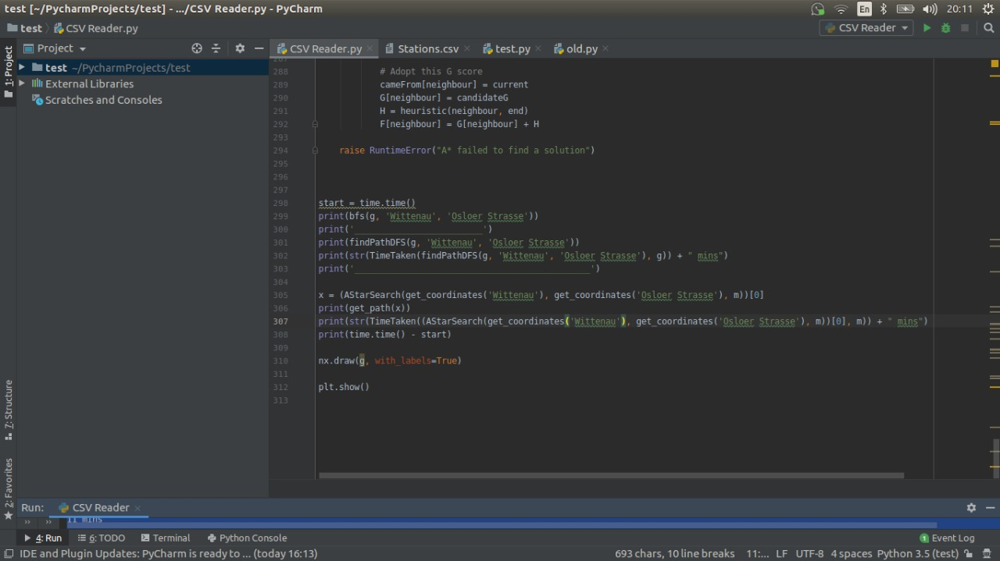 test [~/PycharmProjects/test] - .../CSV Reader.py - PyCharm
En
20:11
test
CSV Reader.py
CSV Reader
1: Project
Project
CSV Reader.py
Stations.csv
test.py
old.py
test ~/PycharmProjects/test
External Libraries
Scratches and Consoles
287
288 # Adopt this G score
289 cameFrom[neighbour] = current
290 G[neighbour] = candidateG
291 H = heuristic(neighbour, end)
292 F[neighbour] = G[neighbour] + H
293
294 raise RuntimeError("A* failed to find a solution")
295
296
297
298 start = time.time()
299 print(bfs(g, 'Wittenau', 'Osloer Strasse'))
300 print('_________________________')
301 print(findPathDFS(g, 'Wittenau', 'Osloer Strasse'))
302 print(str(TimeTaken(findPathDFS(g, 'Wittenau', 'Osloer Strasse'), g)) + " mins")
303 print('______________________________________________')
304
305 x = (AStarSearch(get_coordinates('Wittenau'), get_coordinates('Osloer Strasse'), m))[0]
306 print(get_path(x))
307 print(str(TimeTaken((AStarSearch(get_coordinates('Wittenau'), get_coordinates('Osloer Strasse'), m))[0], m)) + " mins")
308 print(time.time() - start)
309
310 nx.draw(g, with_labels=True)
311
312 plt.show()
313
7: Structure
2: Favorites
Run:
CSV Reader
11 mins
4: Run
6: TODO
Terminal
Python Console
1 Event Log
IDE and Plugin Updates: PyCharm is ready to ... (today 16:13)
693 chars, 10 line breaks
11:...
LF
UTF-8
4 spaces
Python 3.5 (test)